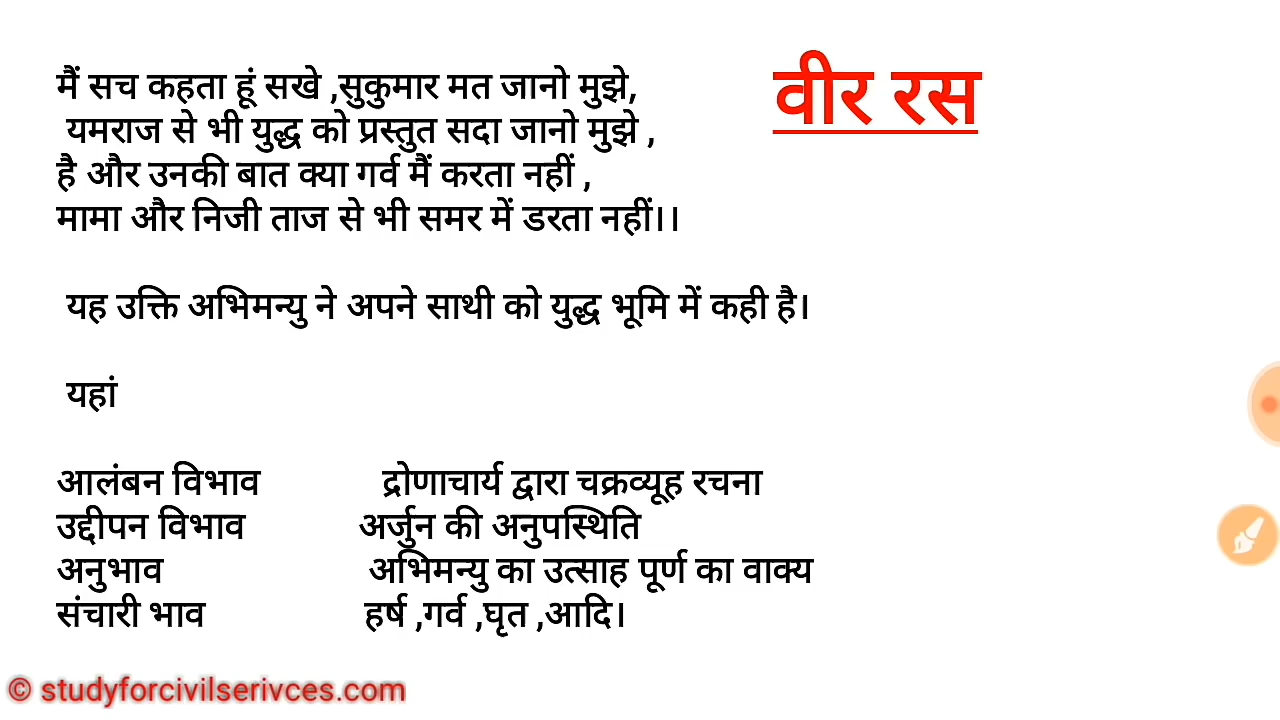 वीर रस
मैं सच कहता हूं सखे ,सुकुमार मत जानो मुझे,
यमराज से भी युद्ध को प्रस्तुत सदा जानो मुझे ,
है और उनकी बात क्या गर्व मैं करता नहीं ,
मामा और निजी ताज से भी समर में डरता नहीं।।
यह उक्ति अभिमन्यु ने अपने साथी को युद्ध भूमि में कही है।
यहां
आलंबन विभाव द्रोणाचार्य द्वारा चक्रव्यूह रचना
उद्दीपन विभाव अर्जुन की अनुपस्थिति
अनुभाव अभिमन्यु का उत्साह पूर्ण का वाक्य
संचारी भाव हर्ष ,गर्व ,घृत ,आदि।
© studyforcivilserivces.com